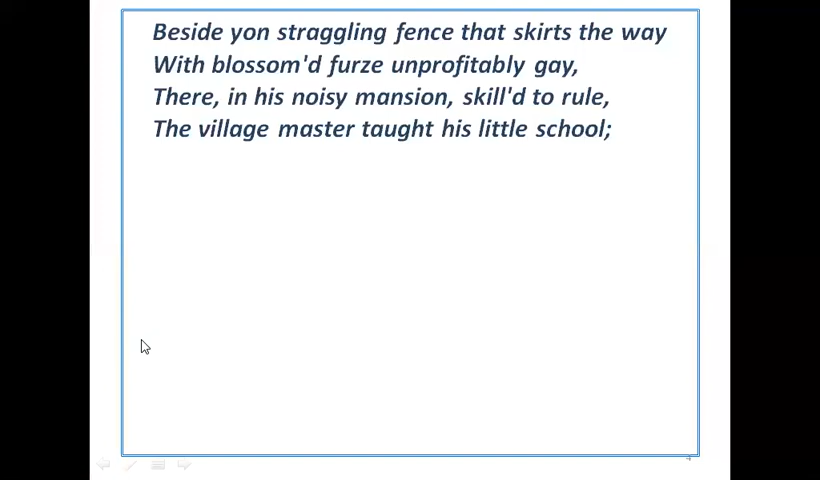 Beside yon straggling fence that skirts the way
With blossom'd furze unprofitably gay,
There, in his noisy mansion, skill'd to rule,
The village master taught his little school;
4